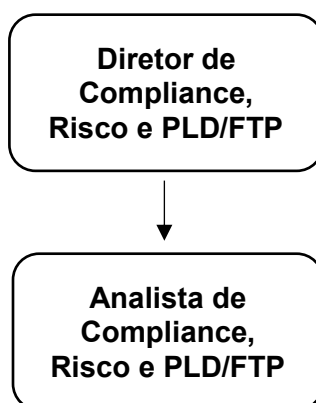 Diretor de
Compliance,
Risco e PLD/FTP
Analista de
Compliance,
Risco e PLD/FTP